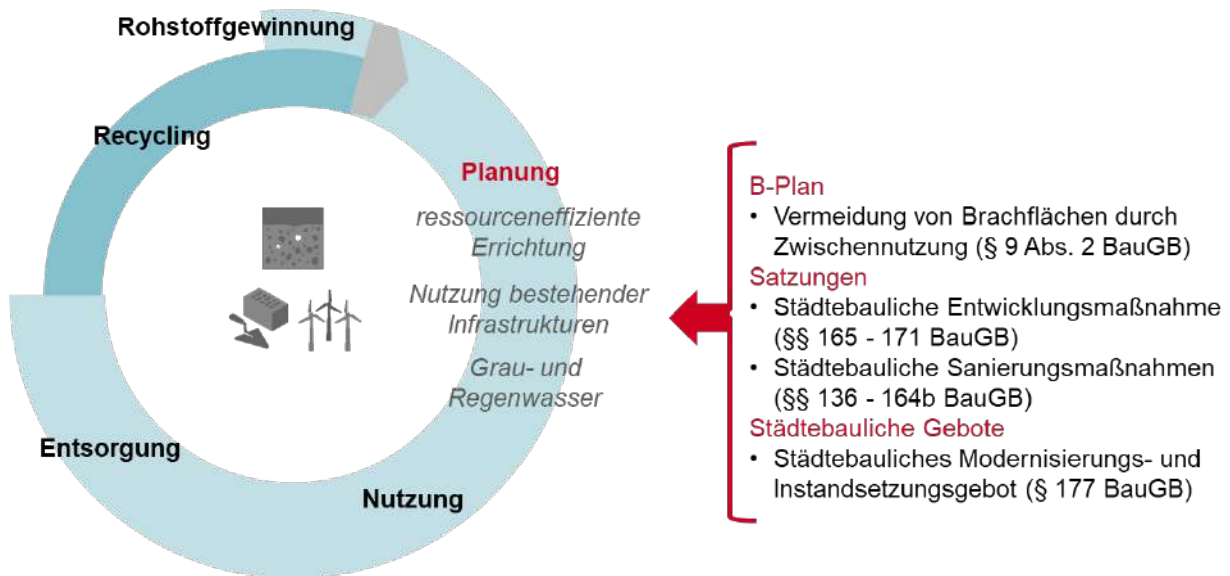 Rohstoffgewinnung
Recycling
Planung
ressourceneffiziente
Errichtung
Nutzung bestehender
Infrastrukturen
Grau- und
Regenwasser
Entsorgung
Nutzung
B-Plan
• Vermeidung von Brachflächen durch
Zwischennutzung (§ 9 Abs. 2 BauGB)
Satzungen
• Städtebauliche Entwicklungsmaßnahme
(§§ 165 - 171 BauGB)
• Städtebauliche Sanierungsmaßnahmen
(§§ 136 - 164b BauGB)
Städtebauliche Gebote
• Städtebauliches Modernisierungs- und
Instandsetzungsgebot (§ 177 BauGB)